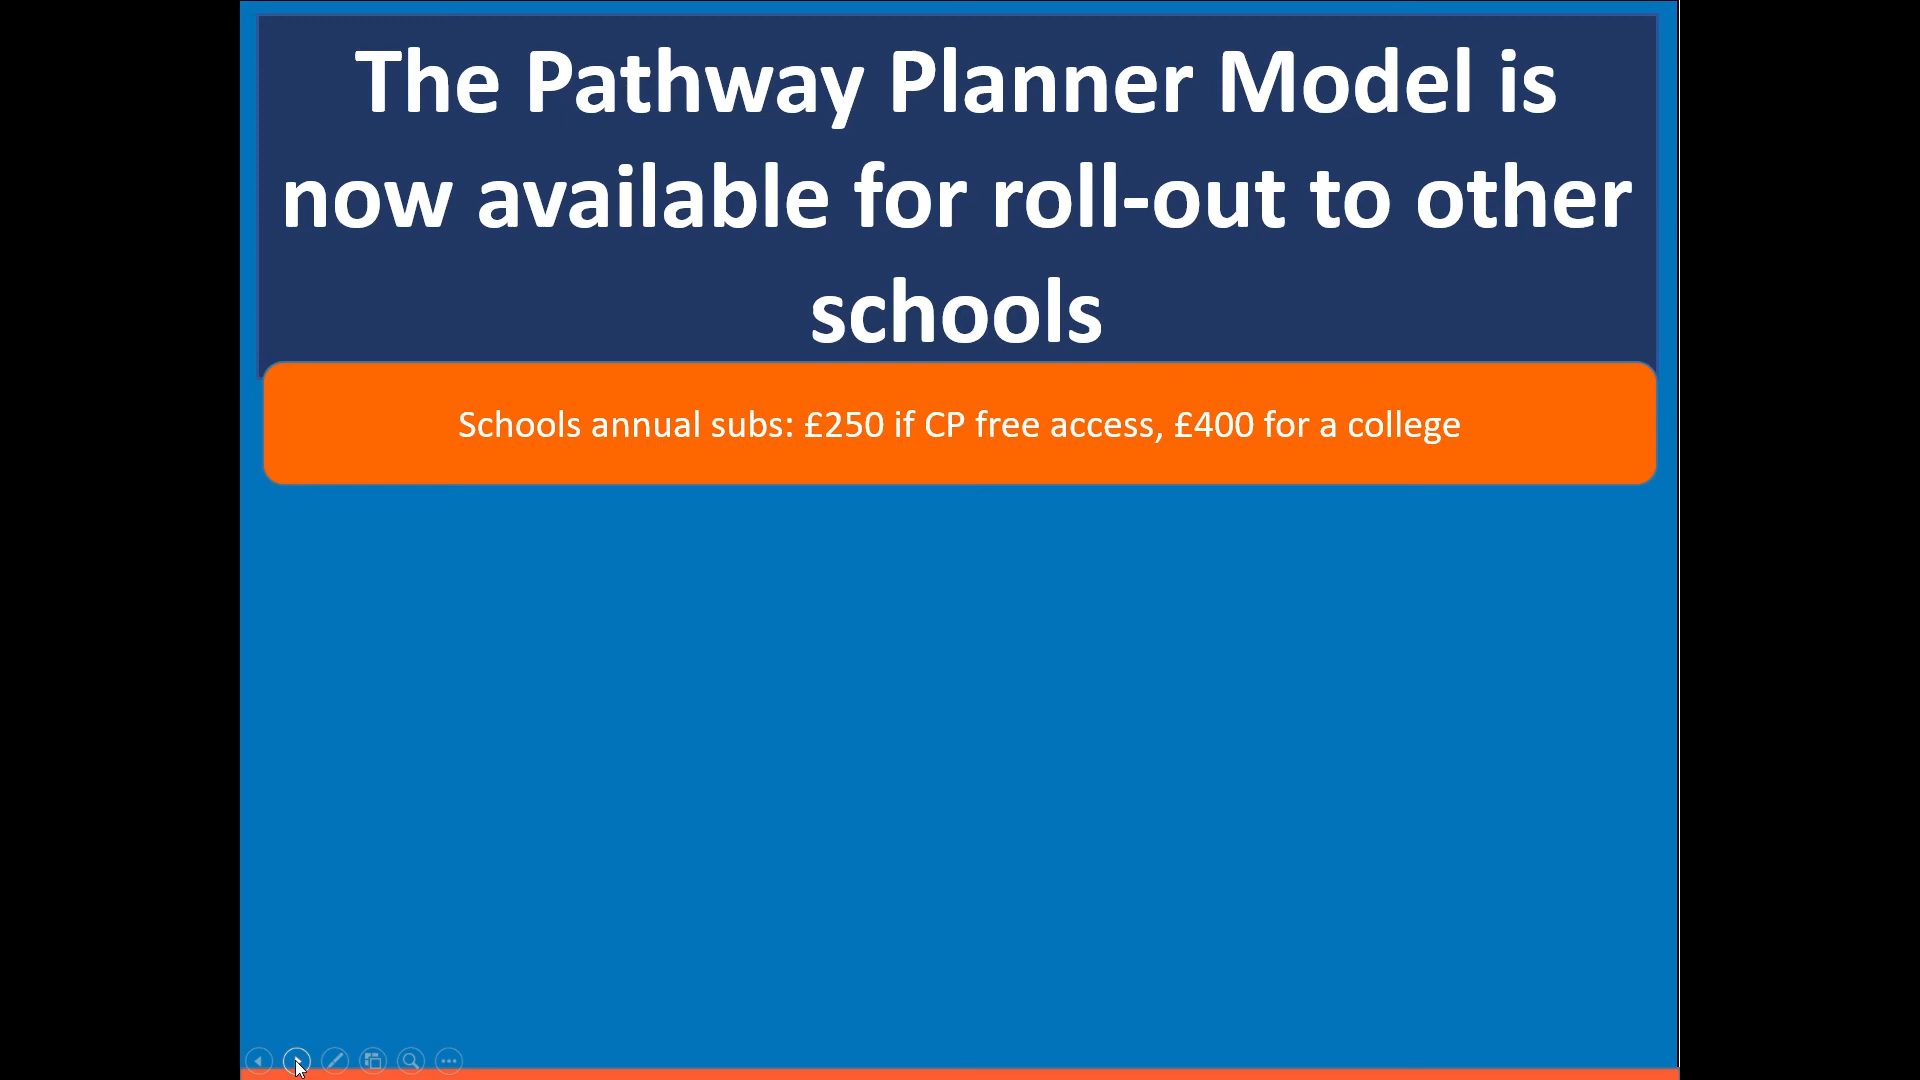 The Pathway Planner Model is
now available for roll-out to other
schools
Schools annual subs: £250 if CP free access, £400 for a college